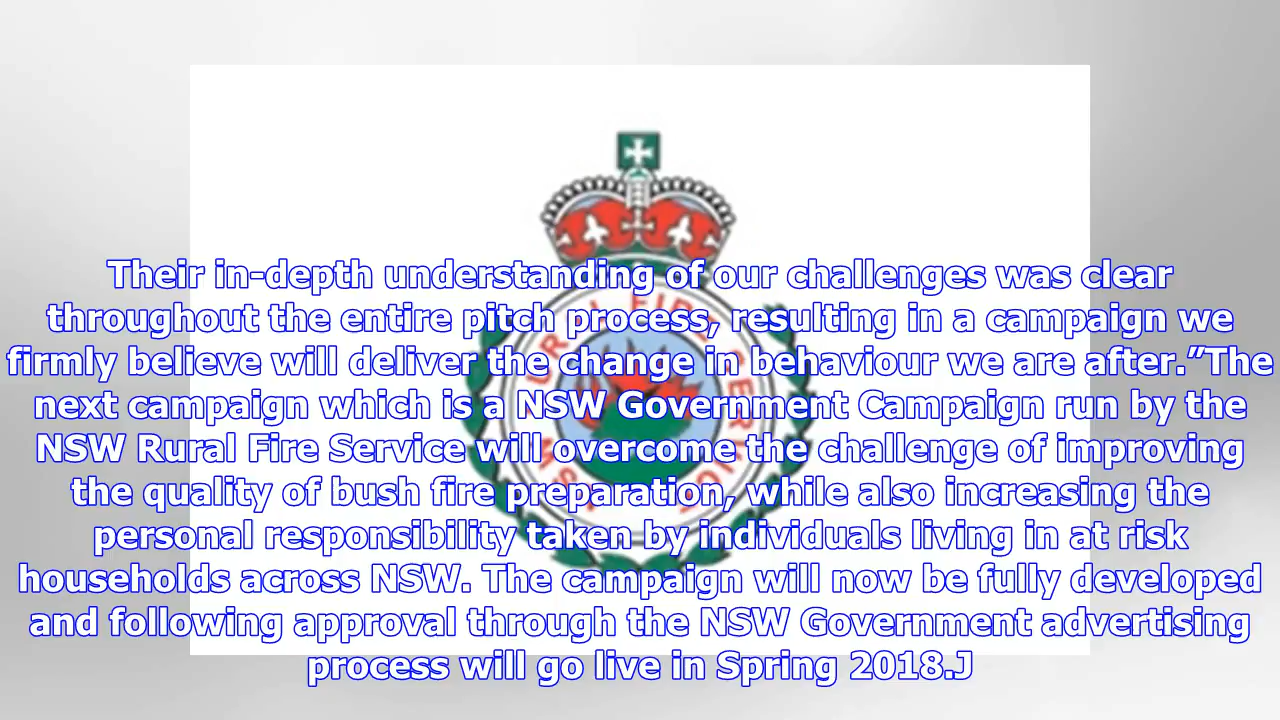 Their in-depth understanding of our challenges was clear
throughout the entire pitch process, resulting in a campaign we
firmly believe will deliver the change in behaviour we are after.”The
next campaign which is a NSW Government Campaign run by the
NSW Rural Fire Service will overcome the challenge of improving
the quality of bush fire preparation, while also increasing the
personal responsibility taken by individuals living in at risk
households across NSW. The campaign will now be fully developed
and following approval through the NSW Government advertising
process will go live in Spring 2018.J